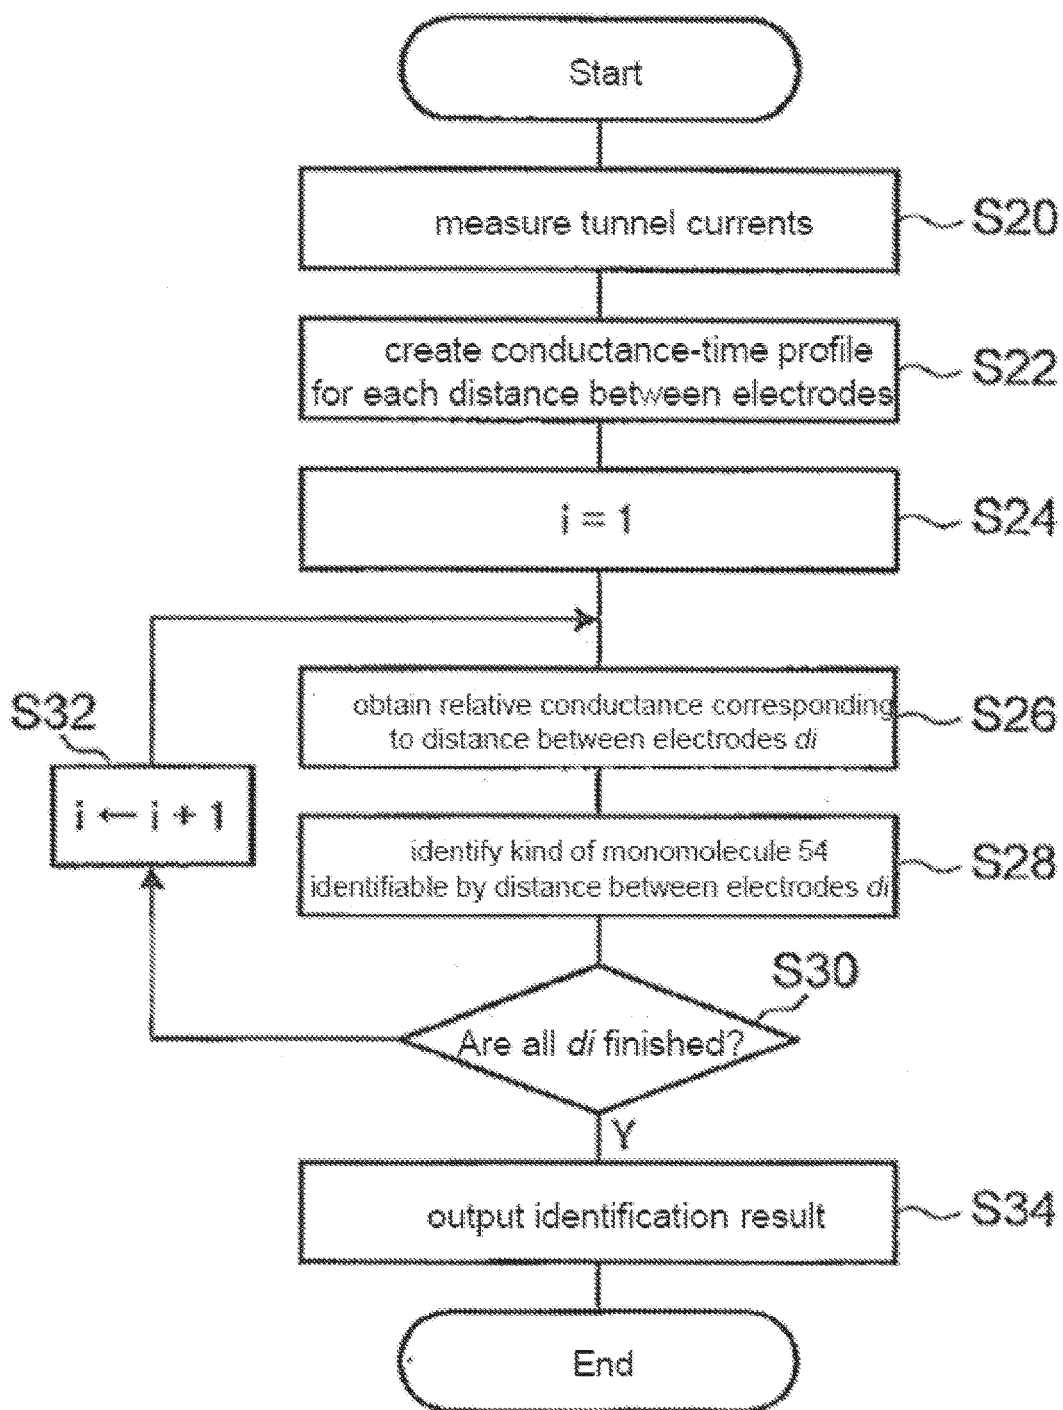 Start
measure tunnel currents
S20
create conductance-time profile
for each distance between electrodes
S22
i = 1
S24
obtain relative conductance corresponding
to distance between electrodes di
S26
S32
i ← i + 1
identify kind of monomolecule 54
identifiable by distance between electrodes di
S28
S30
Are all di finished?
Y
output identification result
S34
End